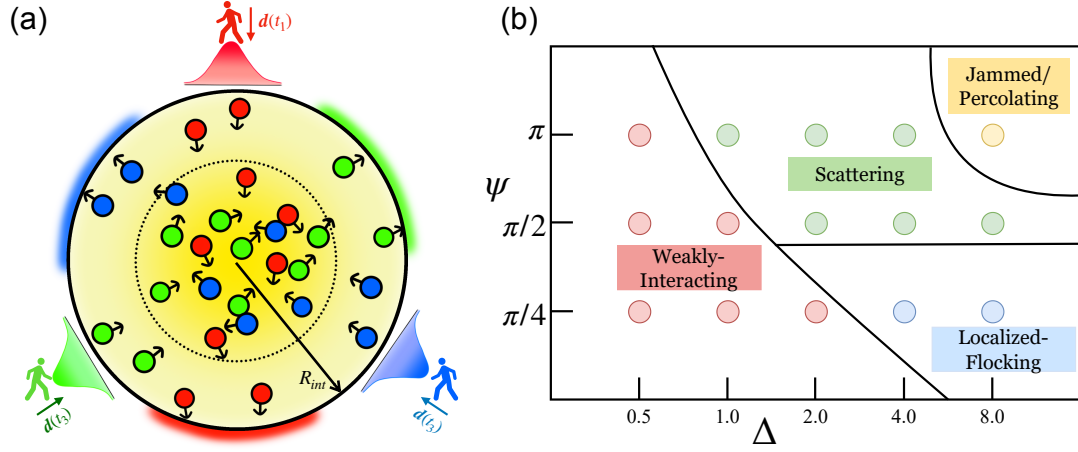 (a)
d(t₁)
R_int
d(t₃)
d(t₃)
(b)
ψ
π
π/2
π/4
Jammed/
Percolating
Scattering
Weakly-
Interacting
Localized-
Flocking
0.5
1.0
2.0
4.0
8.0
Δ